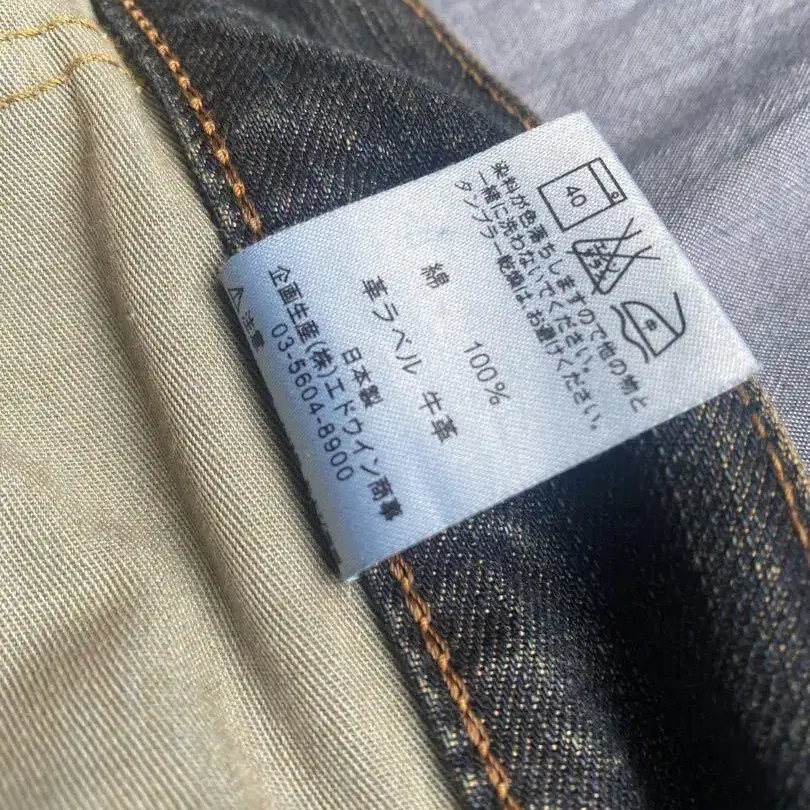 40
エンソ
染料が色落ちしますので他の物と
一緒に洗わないでください。
タンブラー乾燥はお避けください。
綿 100%
革ラベル 牛革
日本製
企画生産(株)エドウイン商事
03-5604-8900
注意